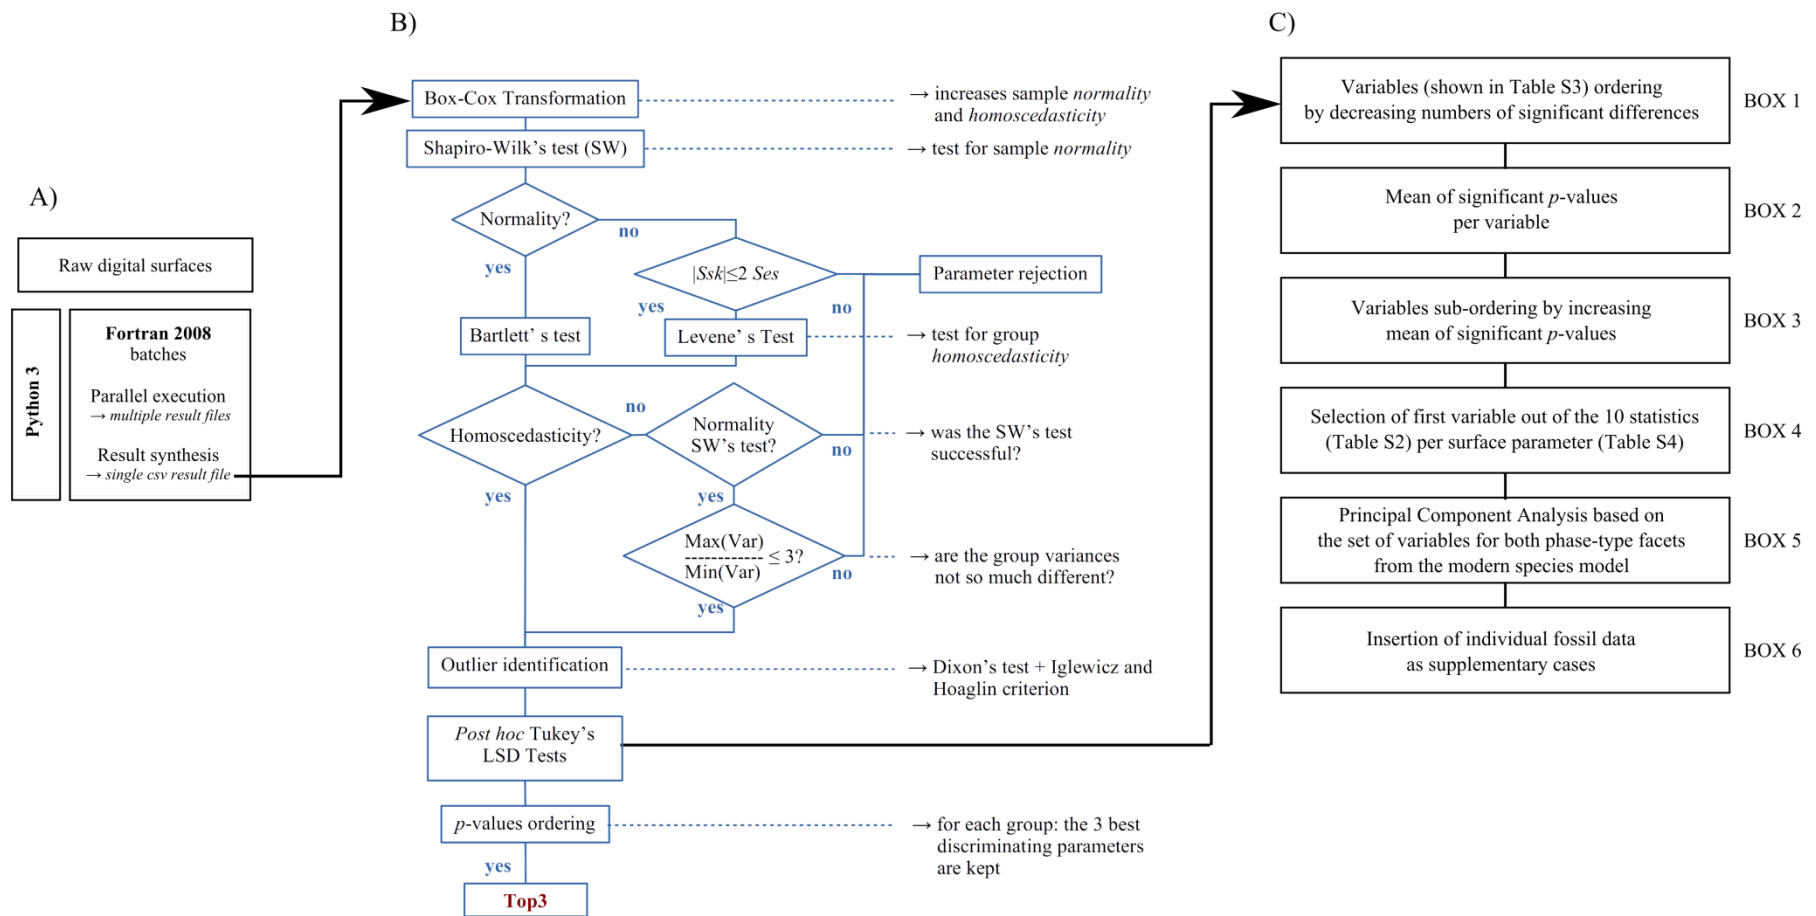 A)
Raw digital surfaces
Python 3
Fortran 2008
batches
Parallel execution
→ multiple result files
Result synthesis
→ single csv result file
B)
Box-Cox Transformation
→ increases sample normality
and homoscedasticity
Shapiro-Wilk’s test (SW)
→ test for sample normality
Normality?
no
yes
|Ssk|≤2 Ses
yes
no
Parameter rejection
Bartlett’ s test
Levene’ s Test
→ test for group
homoscedasticity
Homoscedasticity?
no
yes
Normality
SW’s test?
no
yes
→ was the SW’s test
successful?
Max(Var)
----------- ≤ 3?
Min(Var)
no
yes
→ are the group variances
not so much different?
Outlier identification
→ Dixon’s test + Iglewicz and
Hoaglin criterion
Post hoc Tukey’s
LSD Tests
p-values ordering
→ for each group: the 3 best
discriminating parameters
are kept
yes
Top3
C)
Variables (shown in Table S3) ordering
by decreasing numbers of significant differences
BOX 1
Mean of significant p-values
per variable
BOX 2
Variables sub-ordering by increasing
mean of significant p-values
BOX 3
Selection of first variable out of the 10 statistics
(Table S2) per surface parameter (Table S4)
BOX 4
Principal Component Analysis based on
the set of variables for both phase-type facets
from the modern species model
BOX 5
Insertion of individual fossil data
as supplementary cases
BOX 6